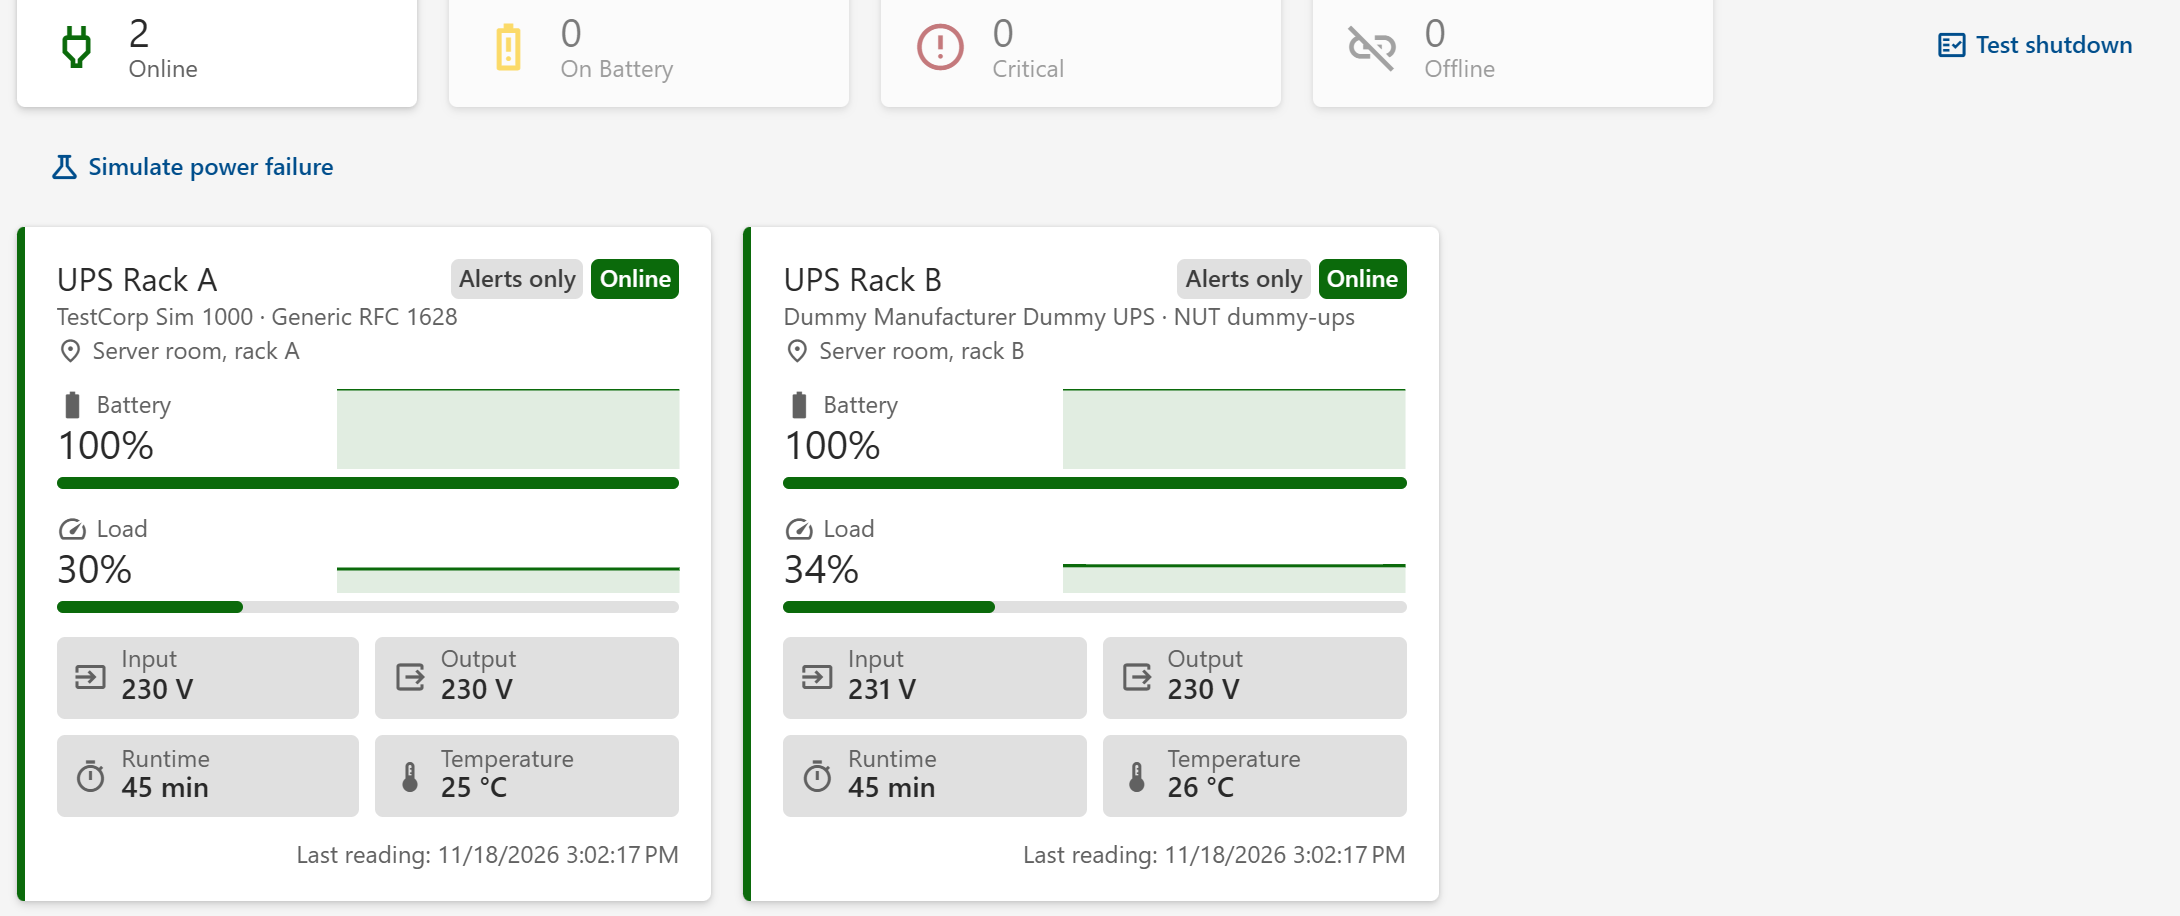 2
Online
0
On Battery
0
Critical
0
Offline
Test shutdown
Simulate power failure
UPS Rack A
Alerts only
Online
TestCorp Sim 1000 · Generic RFC 1628
Server room, rack A
Battery
100%
Load
30%
Input
230 V
Output
230 V
Runtime
45 min
Temperature
25 °C
Last reading: 11/18/2026 3:02:17 PM
UPS Rack B
Alerts only
Online
Dummy Manufacturer Dummy UPS · NUT dummy-ups
Server room, rack B
Battery
100%
Load
34%
Input
231 V
Output
230 V
Runtime
45 min
Temperature
26 °C
Last reading: 11/18/2026 3:02:17 PM